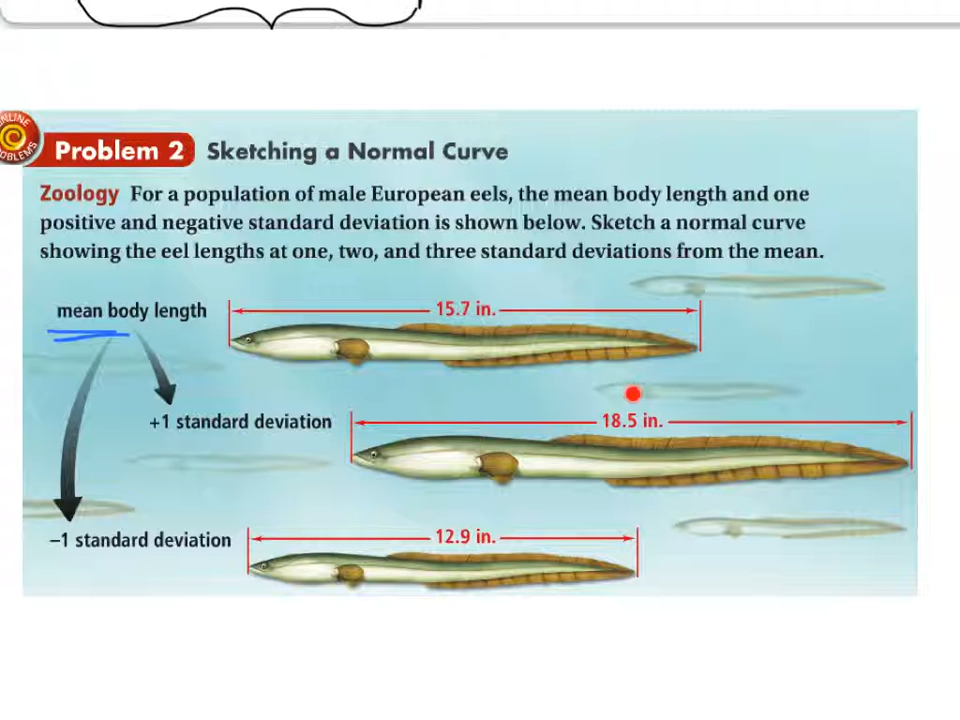 ONLINE
PROBLEMS
Problem 2 Sketching a Normal Curve
Zoology For a population of male European eels, the mean body length and one
positive and negative standard deviation is shown below. Sketch a normal curve
showing the eel lengths at one, two, and three standard deviations from the mean.
mean body length 15.7 in.
+1 standard deviation 18.5 in.
−1 standard deviation 12.9 in.